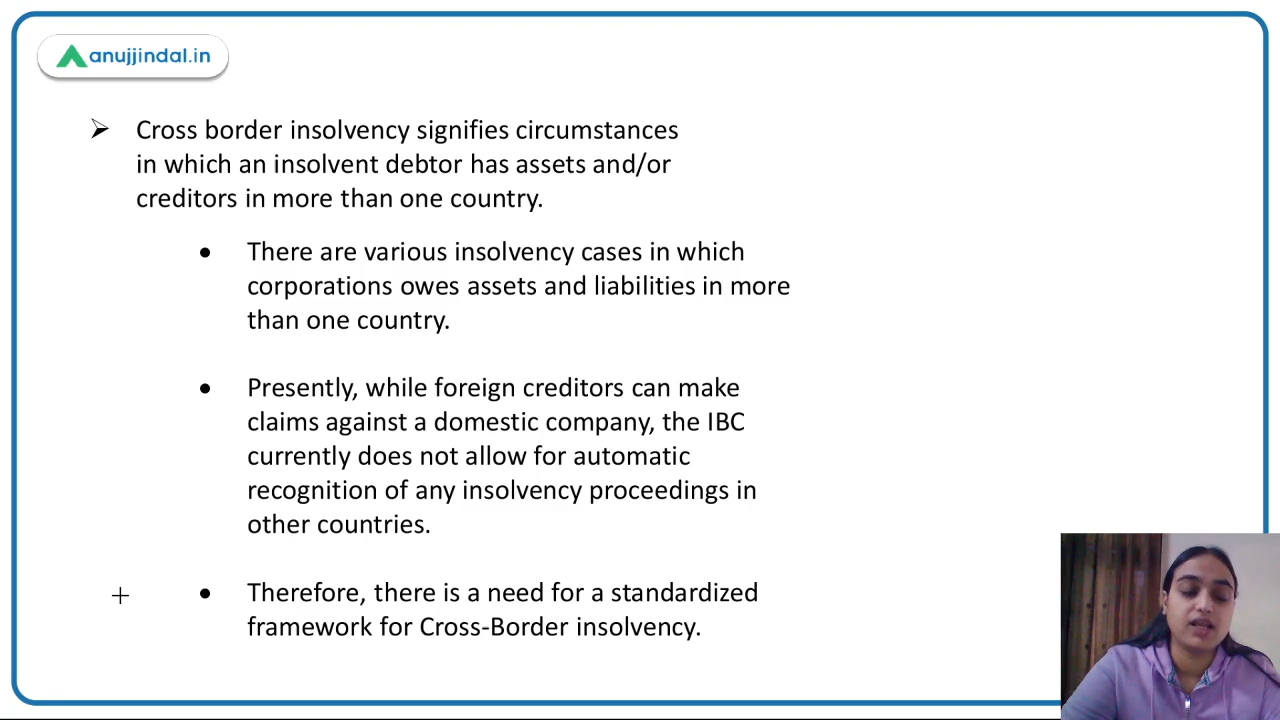 anujjindal.in
Cross border insolvency signifies circumstances
in which an insolvent debtor has assets and/or
creditors in more than one country.
There are various insolvency cases in which
corporations owes assets and liabilities in more
than one country.
Presently, while foreign creditors can make
claims against a domestic company, the IBC
currently does not allow for automatic
recognition of any insolvency proceedings in
other countries.
Therefore, there is a need for a standardized
framework for Cross-Border insolvency.